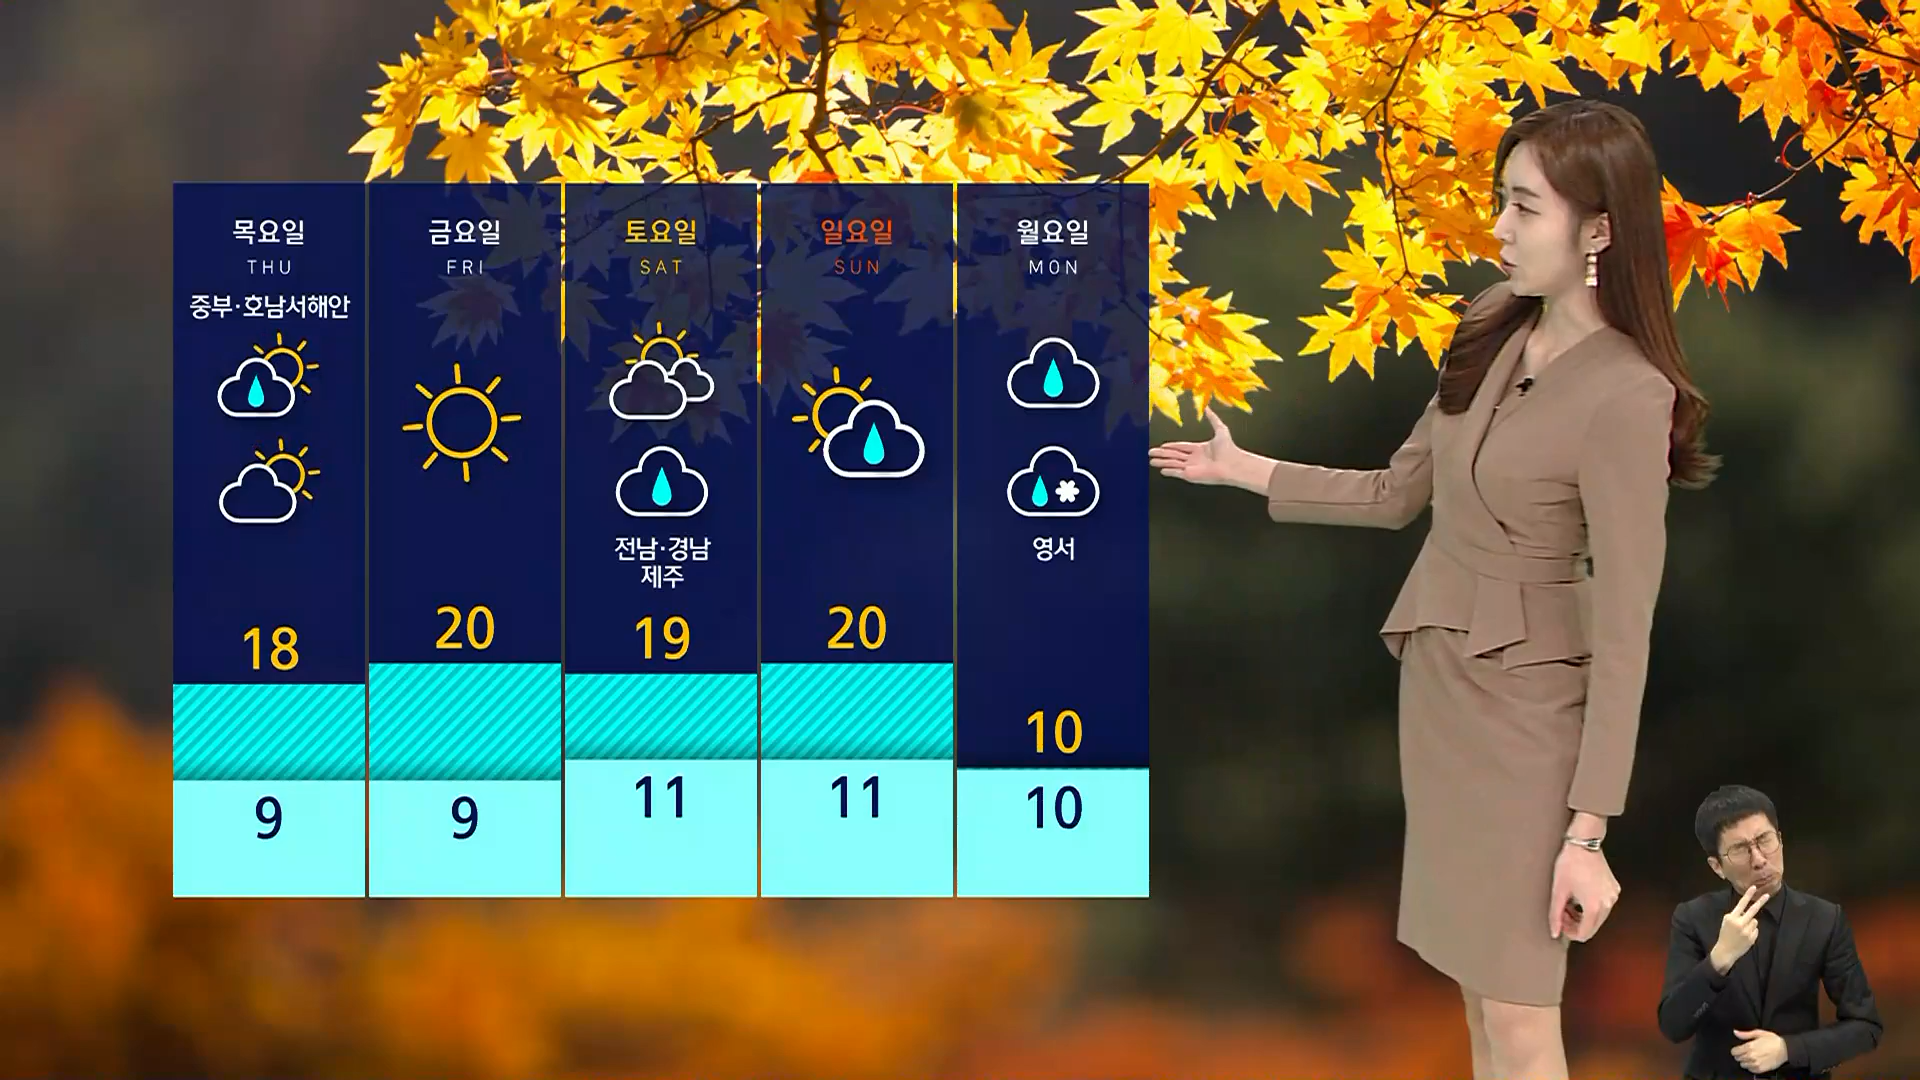 목요일
THU
중부·호남서해안
18
9
금요일
FRI
20
9
토요일
SAT
전남·경남
제주
19
11
일요일
SUN
20
11
월요일
MON
영서
10
10